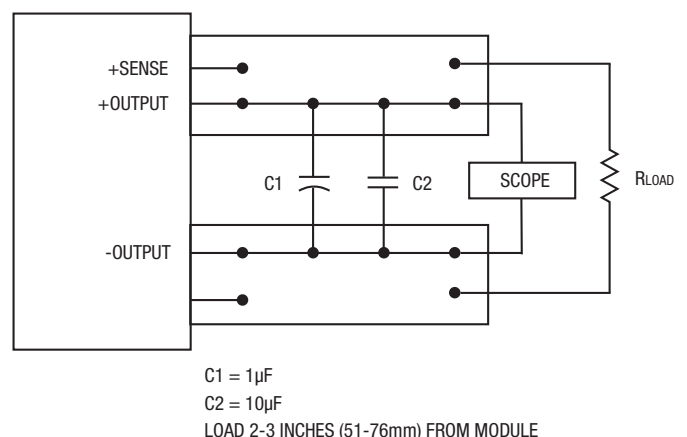 +SENSE
+OUTPUT
C1
C2
SCOPE
RLOAD
-OUTPUT
C1 = 1µF
C2 = 10µF
LOAD 2-3 INCHES (51-76mm) FROM MODULE